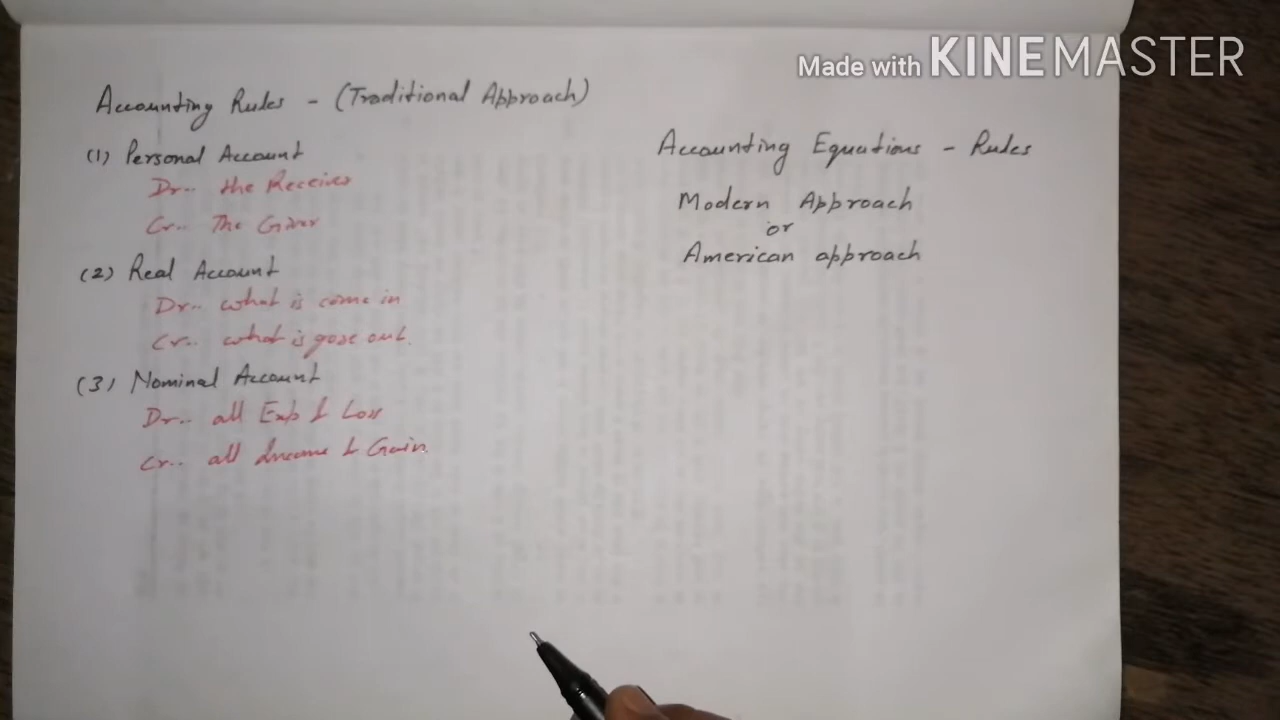 Made with KINEMASTER
Accounting Rules - (Traditional Approach)
(1) Personal Account
Dr.. the Receiver
Cr.. The Giver
(2) Real Account
Dr.. what is come in
Cr.. what is goze out.
(3) Nominal Account
Dr.. all Exp & Loss
Cr.. all Income & Gain.
Accounting Equations - Rules
Modern Approach
or
American approach